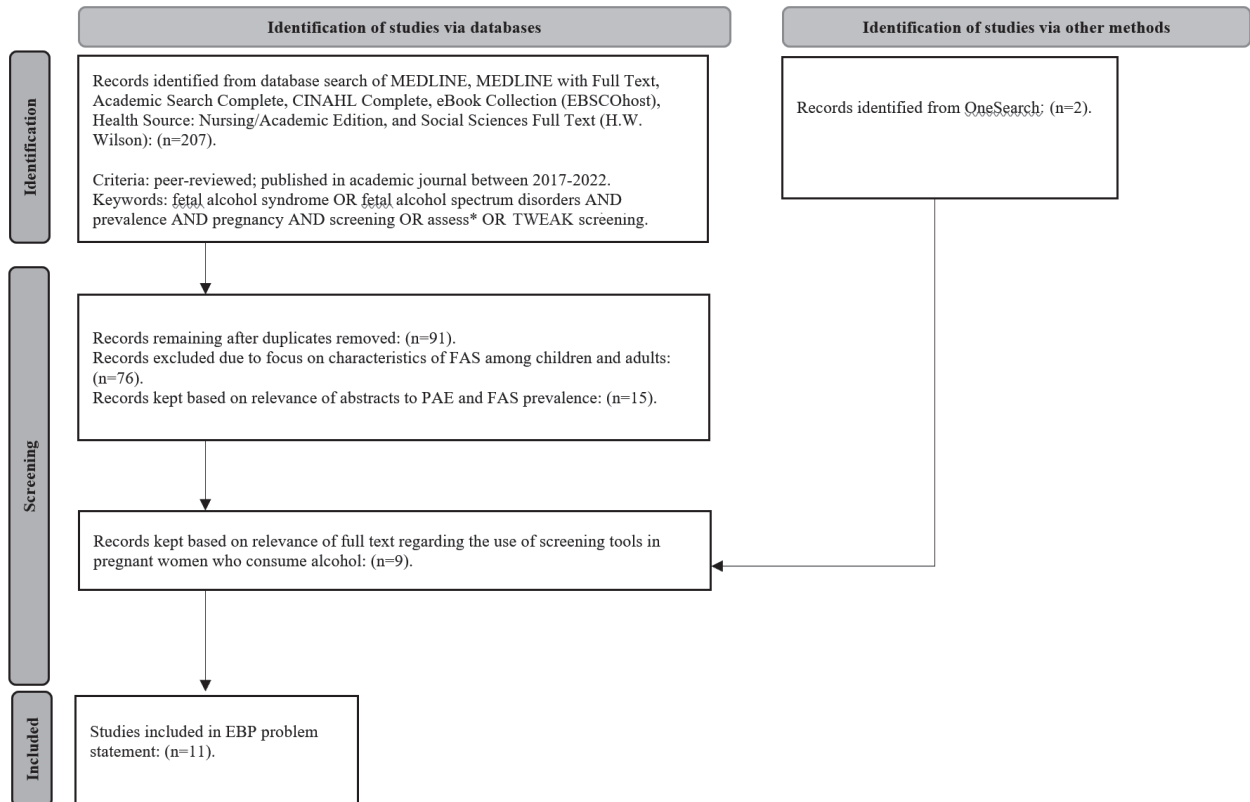 Identification of studies via databases
Identification of studies via other methods
Identification
Records identified from database search of MEDLINE, MEDLINE with Full Text,
Academic Search Complete, CINAHL Complete, eBook Collection (EBSCOhost),
Health Source: Nursing/Academic Edition, and Social Sciences Full Text (H.W.
Wilson): (n=207).
Criteria: peer-reviewed; published in academic journal between 2017-2022.
Keywords: fetal alcohol syndrome OR fetal alcohol spectrum disorders AND
prevalence AND pregnancy AND screening OR assess* OR TWEAK screening.
Records identified from OneSearch: (n=2).
Screening
Records remaining after duplicates removed: (n=91).
Records excluded due to focus on characteristics of FAS among children and adults:
(n=76).
Records kept based on relevance of abstracts to PAE and FAS prevalence: (n=15).
Records kept based on relevance of full text regarding the use of screening tools in
pregnant women who consume alcohol: (n=9).
Included
Studies included in EBP problem
statement: (n=11).